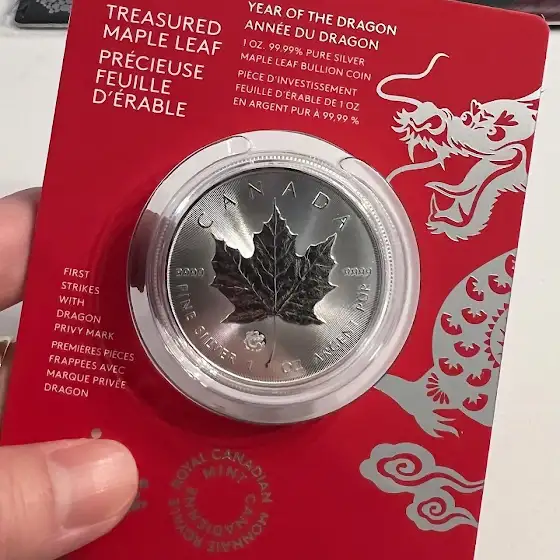 TREASURED
MAPLE LEAF
PRÉCIEUSE
FEUILLE
D'ÉRABLE
YEAR OF THE DRAGON
ANNÉE DU DRAGON
1 OZ. 99.99% PURE SILVER
MAPLE LEAF BULLION COIN
PIÈCE D'INVESTISSEMENT
FEUILLE D'ÉRABLE DE 1 OZ
EN ARGENT PUR À 99,99 %
CANADA
9999 9999
FINE SILVER 1 OZ ARGENT PUR
FIRST
STRIKES
WITH
DRAGON
PRIVY MARK
PREMIÈRES PIÈCES
FRAPPÉES AVEC
MARQUE PRIVÉE
DRAGON
ROYAL CANADIAN
MINT
MONNAIE ROYALE
CANADIENNE